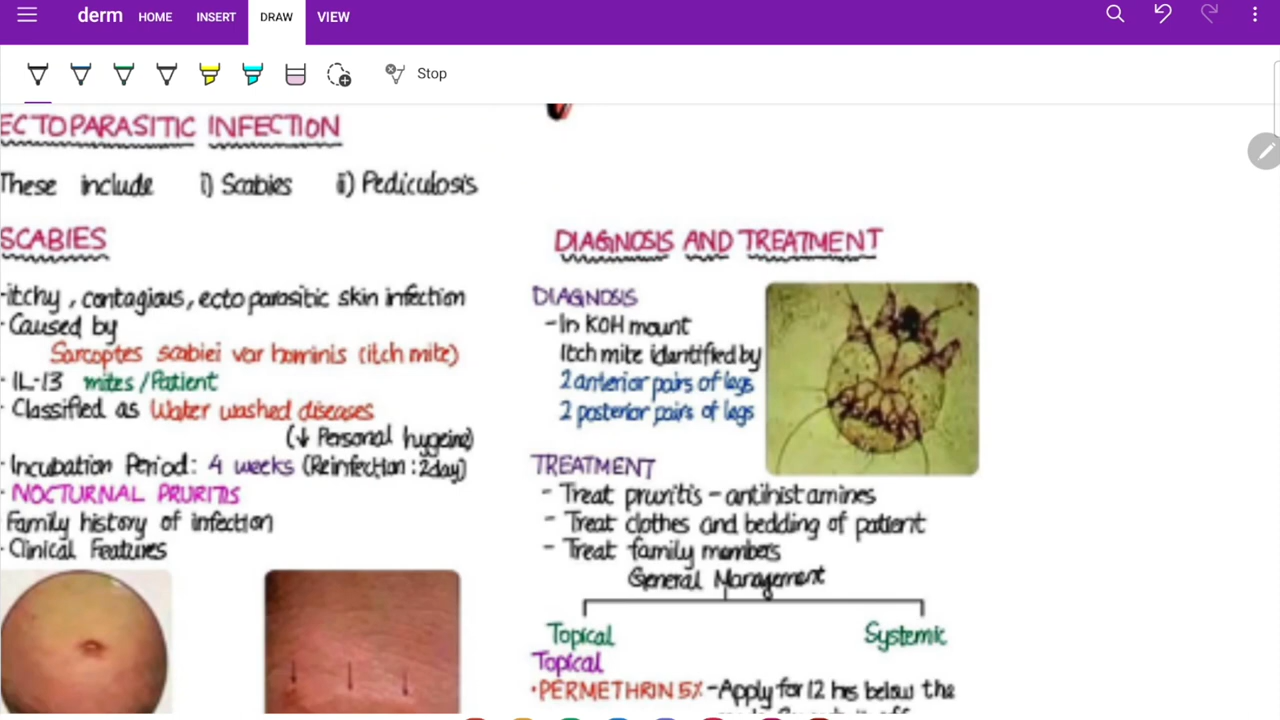 derm HOME INSERT DRAW VIEW
Stop
ECTOPARASITIC INFECTION
These include i) Scabies ii) Pediculosis
SCABIES
-itchy, contagious, ecto parasitic skin infection
- Caused by
Sarcoptes scabiei var hominis (itch mite)
- IL-13 mites/Patient
- Classified as Water washed diseases
(↓ Personal hygeine)
- Incubation Period: 4 weeks (Reinfection: 2day)
- NOCTURNAL PRURITIS
Family history of infection
- Clinical Features
DIAGNOSIS AND TREATMENT
DIAGNOSIS
- In KOH mount
Itch mite identified by
2 anterior pairs of legs
2 posterior pairs of legs
TREATMENT
- Treat pruritis - antihistamines
- Treat clothes and bedding of patient
- Treat family members
General Management
Topical Systemic
Topical
•PERMETHRIN 5% - Apply for 12 hrs below the